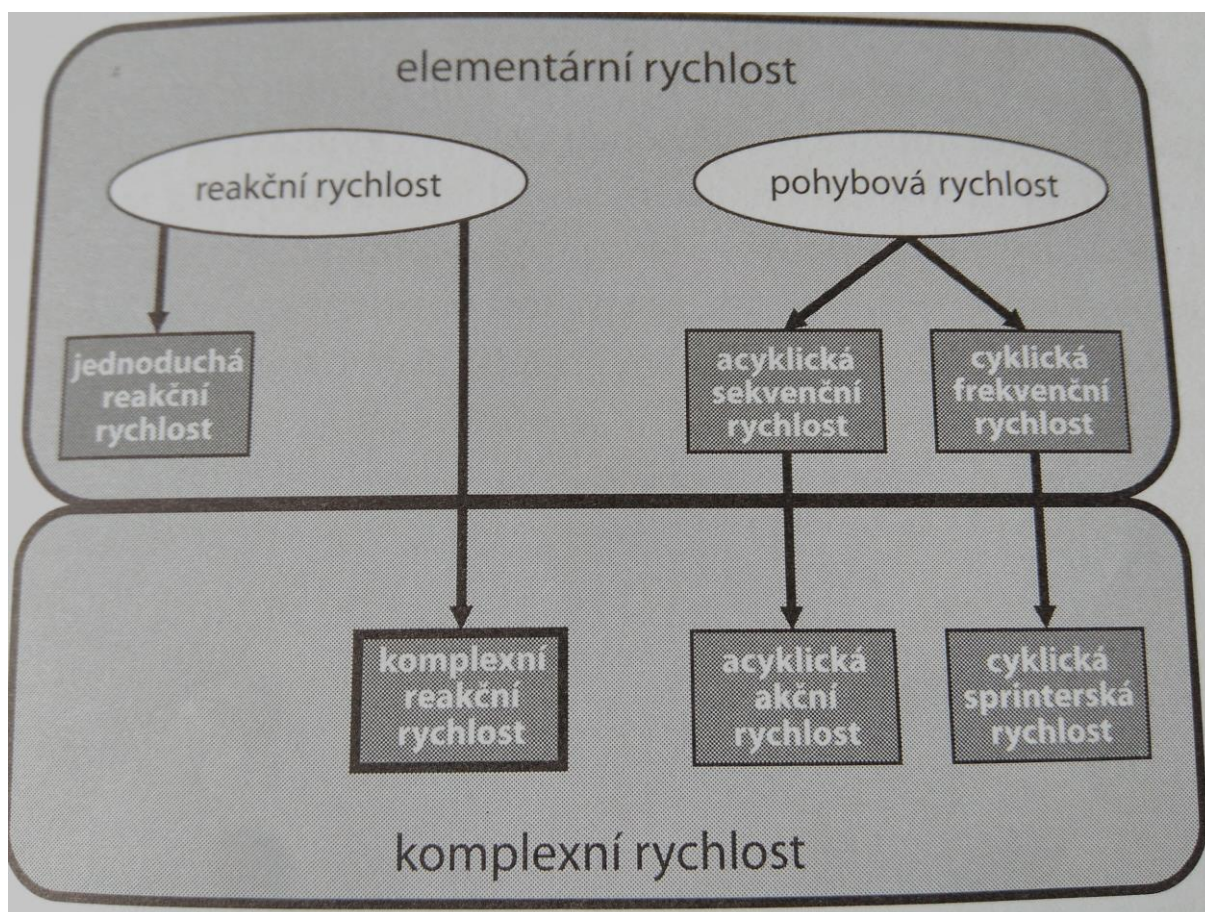 elementární rychlost
reakční rychlost
pohybová rychlost
jednoduchá
reakční
rychlost
acyklická
sekvenční
rychlost
cyklická
frekvenční
rychlost
komplexní
reakční
rychlost
acyklická
akční
rychlost
cyklická
sprinterská
rychlost
komplexní rychlost